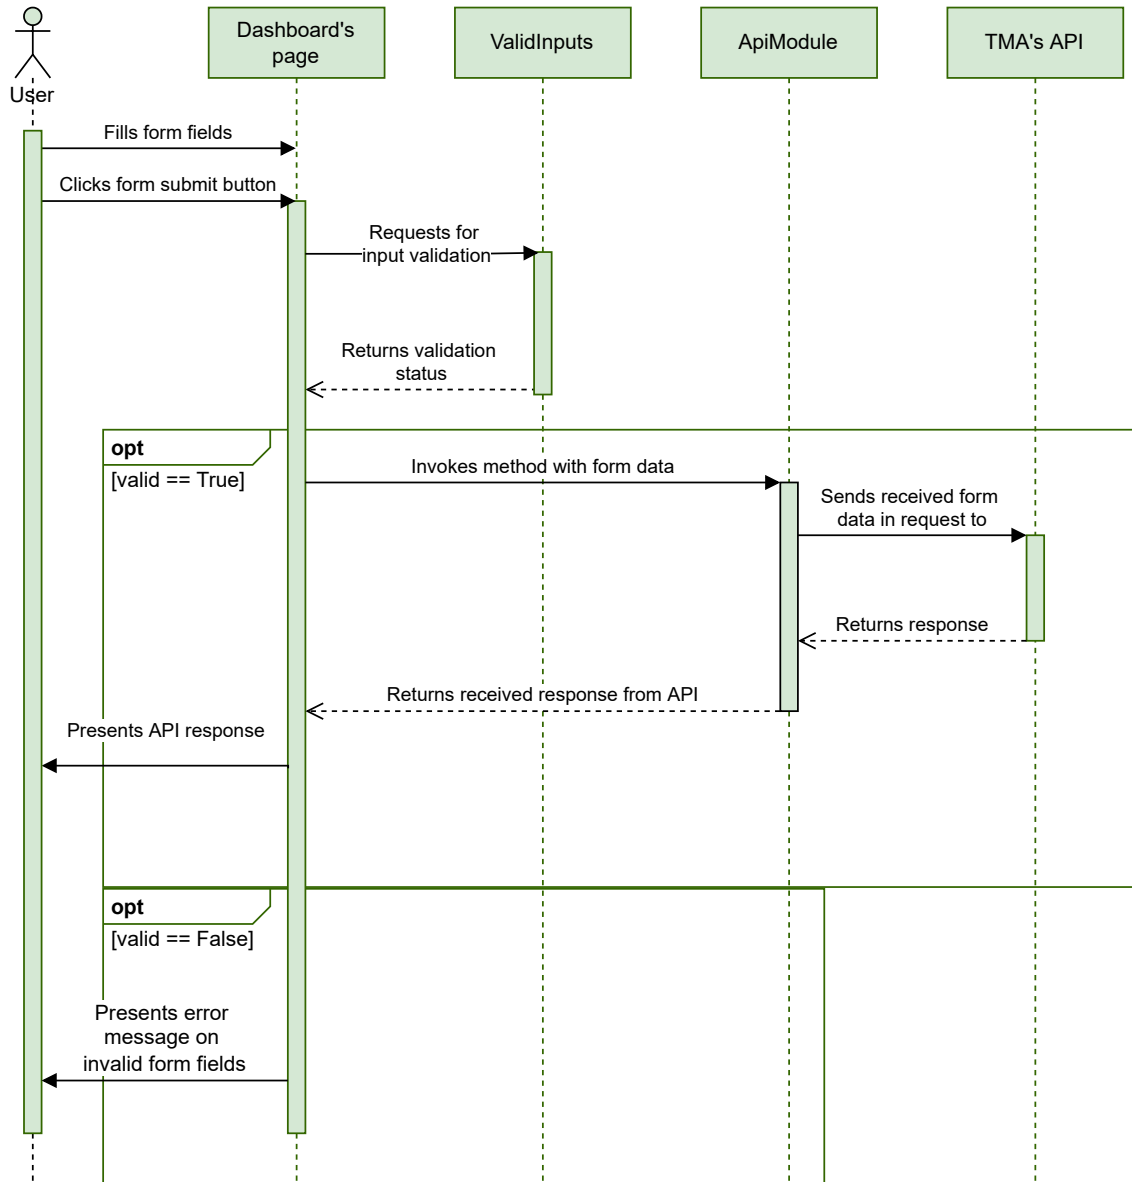 User
Dashboard's
page
ValidInputs
ApiModule
TMA's API
Fills form fields
Clicks form submit button
Requests for
input validation
Returns validation
status
opt
[valid == True]
Invokes method with form data
Sends received form
data in request to
Returns response
Returns received response from API
Presents API response
opt
[valid == False]
Presents error
message on
invalid form fields